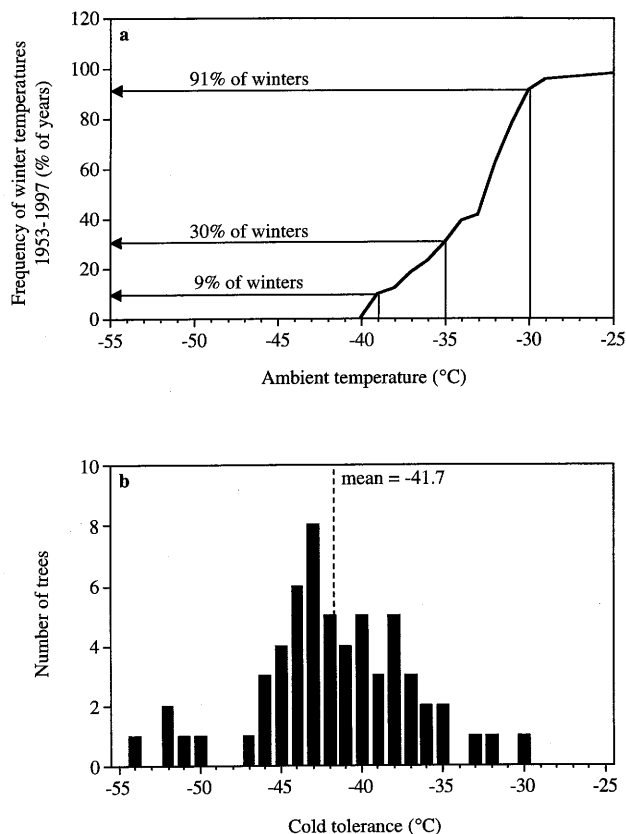 a
120
100
80
60
40
20
0
91% of winters
30% of winters
9% of winters
Frequency of winter temperatures
1953-1997 (% of years)
-55 -50 -45 -40 -35 -30 -25
Ambient temperature (°C)
b
mean = -41.7
10
8
6
4
2
0
Number of trees
-55 -50 -45 -40 -35 -30 -25
Cold tolerance (°C)